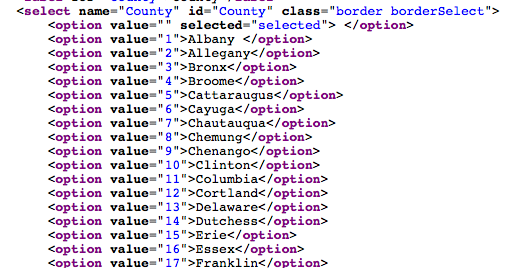 <select name="County" id="County" class="border borderSelect">
<option value="" selected="selected"> </option>
<option value="1">Albany </option>
<option value="2">Allegany</option>
<option value="3">Bronx</option>
<option value="4">Broome</option>
<option value="5">Cattaraugus</option>
<option value="6">Cayuga</option>
<option value="7">Chautauqua</option>
<option value="8">Chemung</option>
<option value="9">Chenango</option>
<option value="10">Clinton</option>
<option value="11">Columbia</option>
<option value="12">Cortland</option>
<option value="13">Delaware</option>
<option value="14">Dutchess</option>
<option value="15">Erie</option>
<option value="16">Essex</option>
<option value="17">Franklin</option>